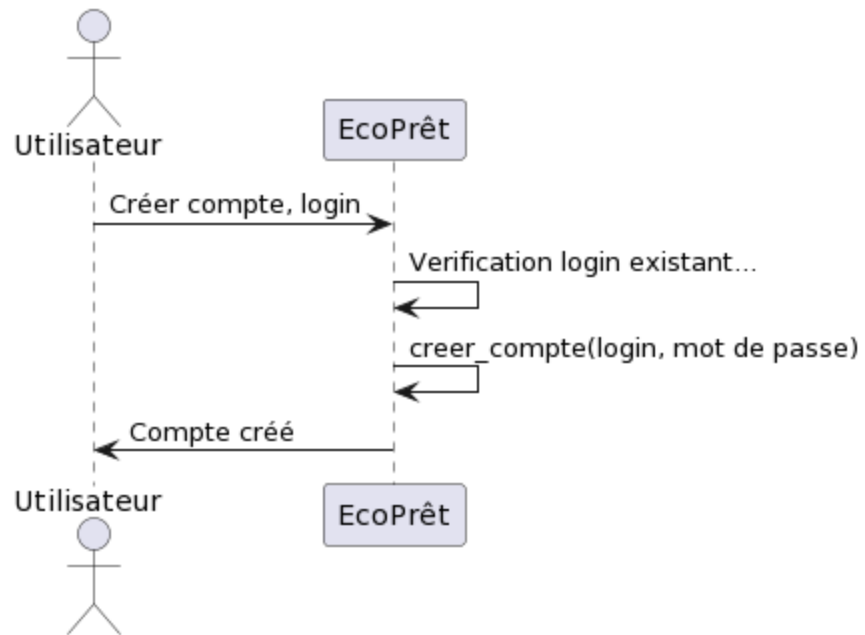 Utilisateur
EcoPrêt
Créer compte, login
Verification login existant...
creer_compte(login, mot de passe)
Compte créé
Utilisateur
EcoPrêt